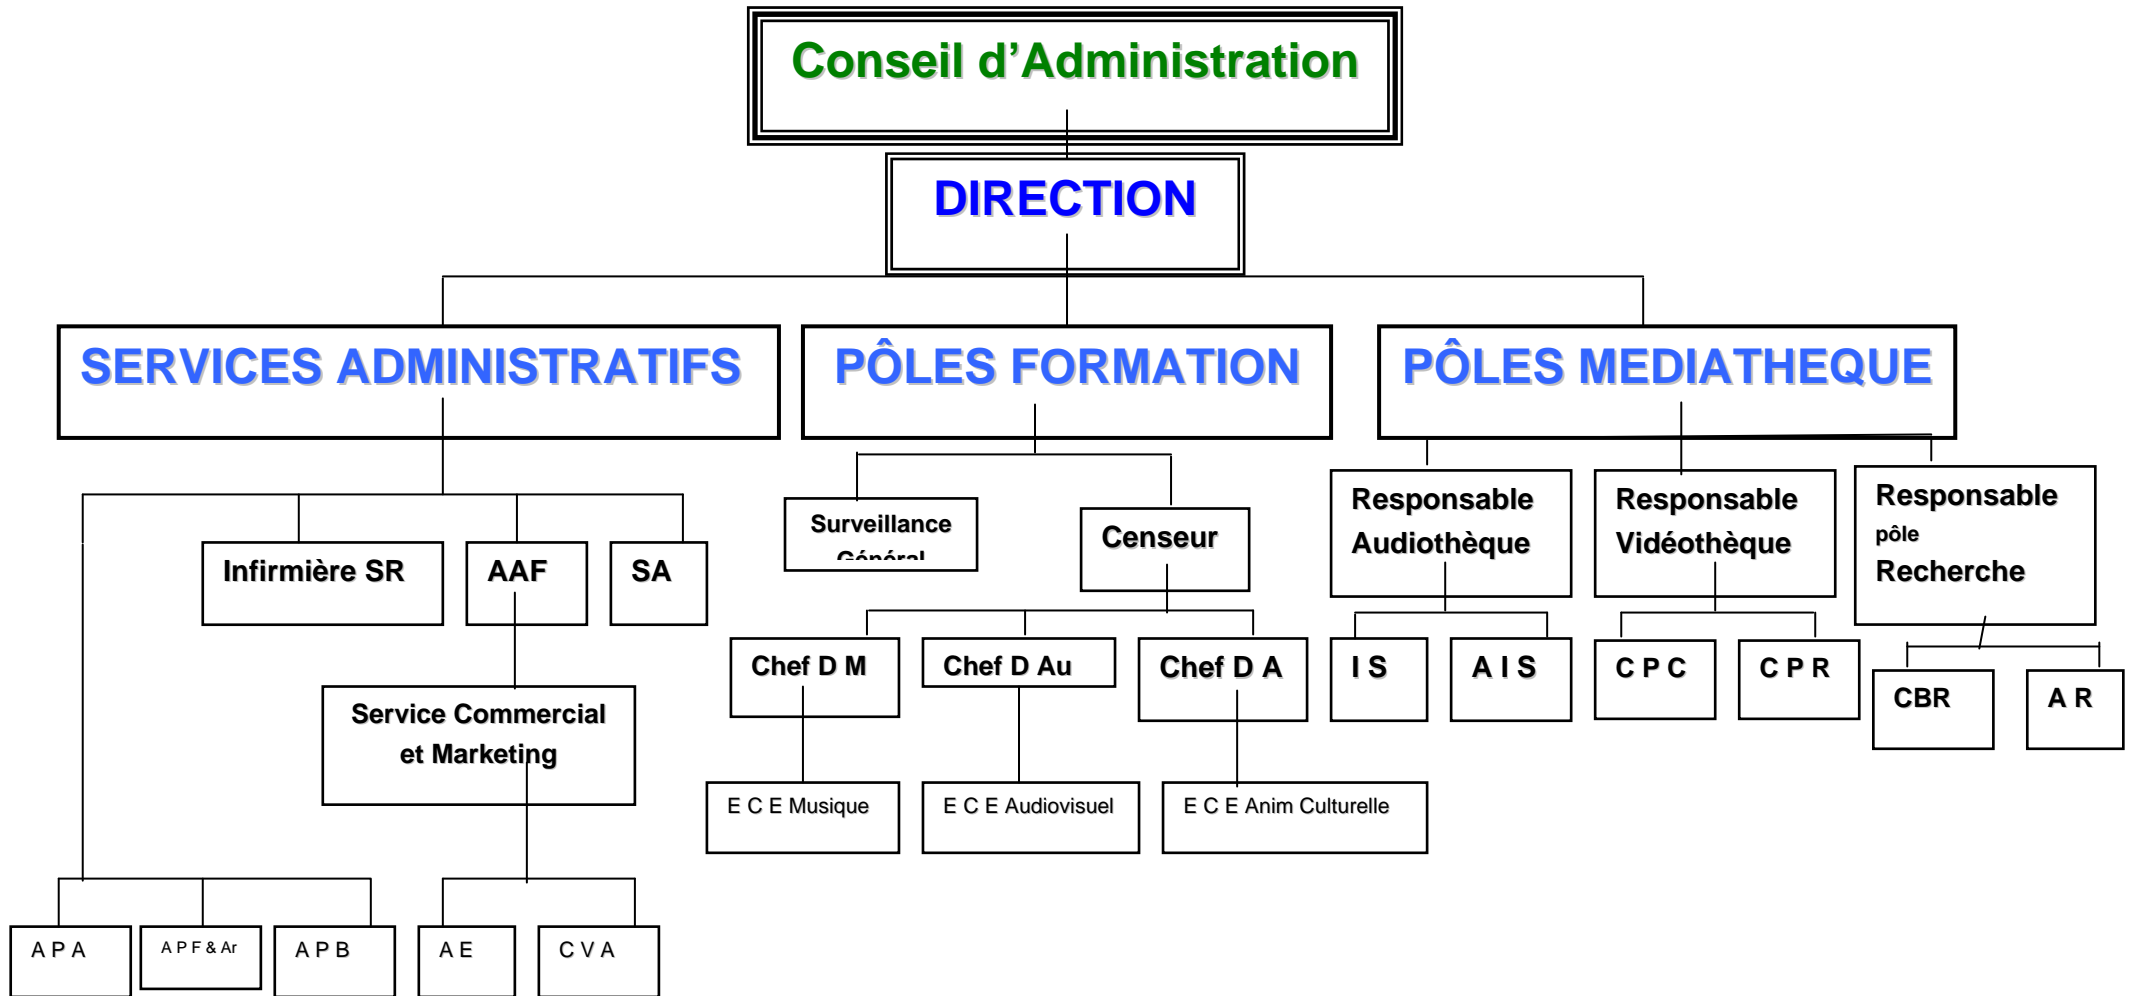 Conseil d'Administration
DIRECTION
SERVICES ADMINISTRATIFS
PÔLES FORMATION
PÔLES MEDIATHEQUE
Surveillance
Général
Censeur
Responsable
Audiothèque
Responsable
Vidéothèque
Responsable
pôle
Recherche
Infirmière SR
AAF
SA
Chef D M
Chef D Au
Chef D A
I S
A I S
C P C
C P R
CBR
A R
Service Commercial
et Marketing
E C E Musique
E C E Audiovisuel
E C E Anim Culturelle
A P A
A P F & Ar
A P B
A E
C V A